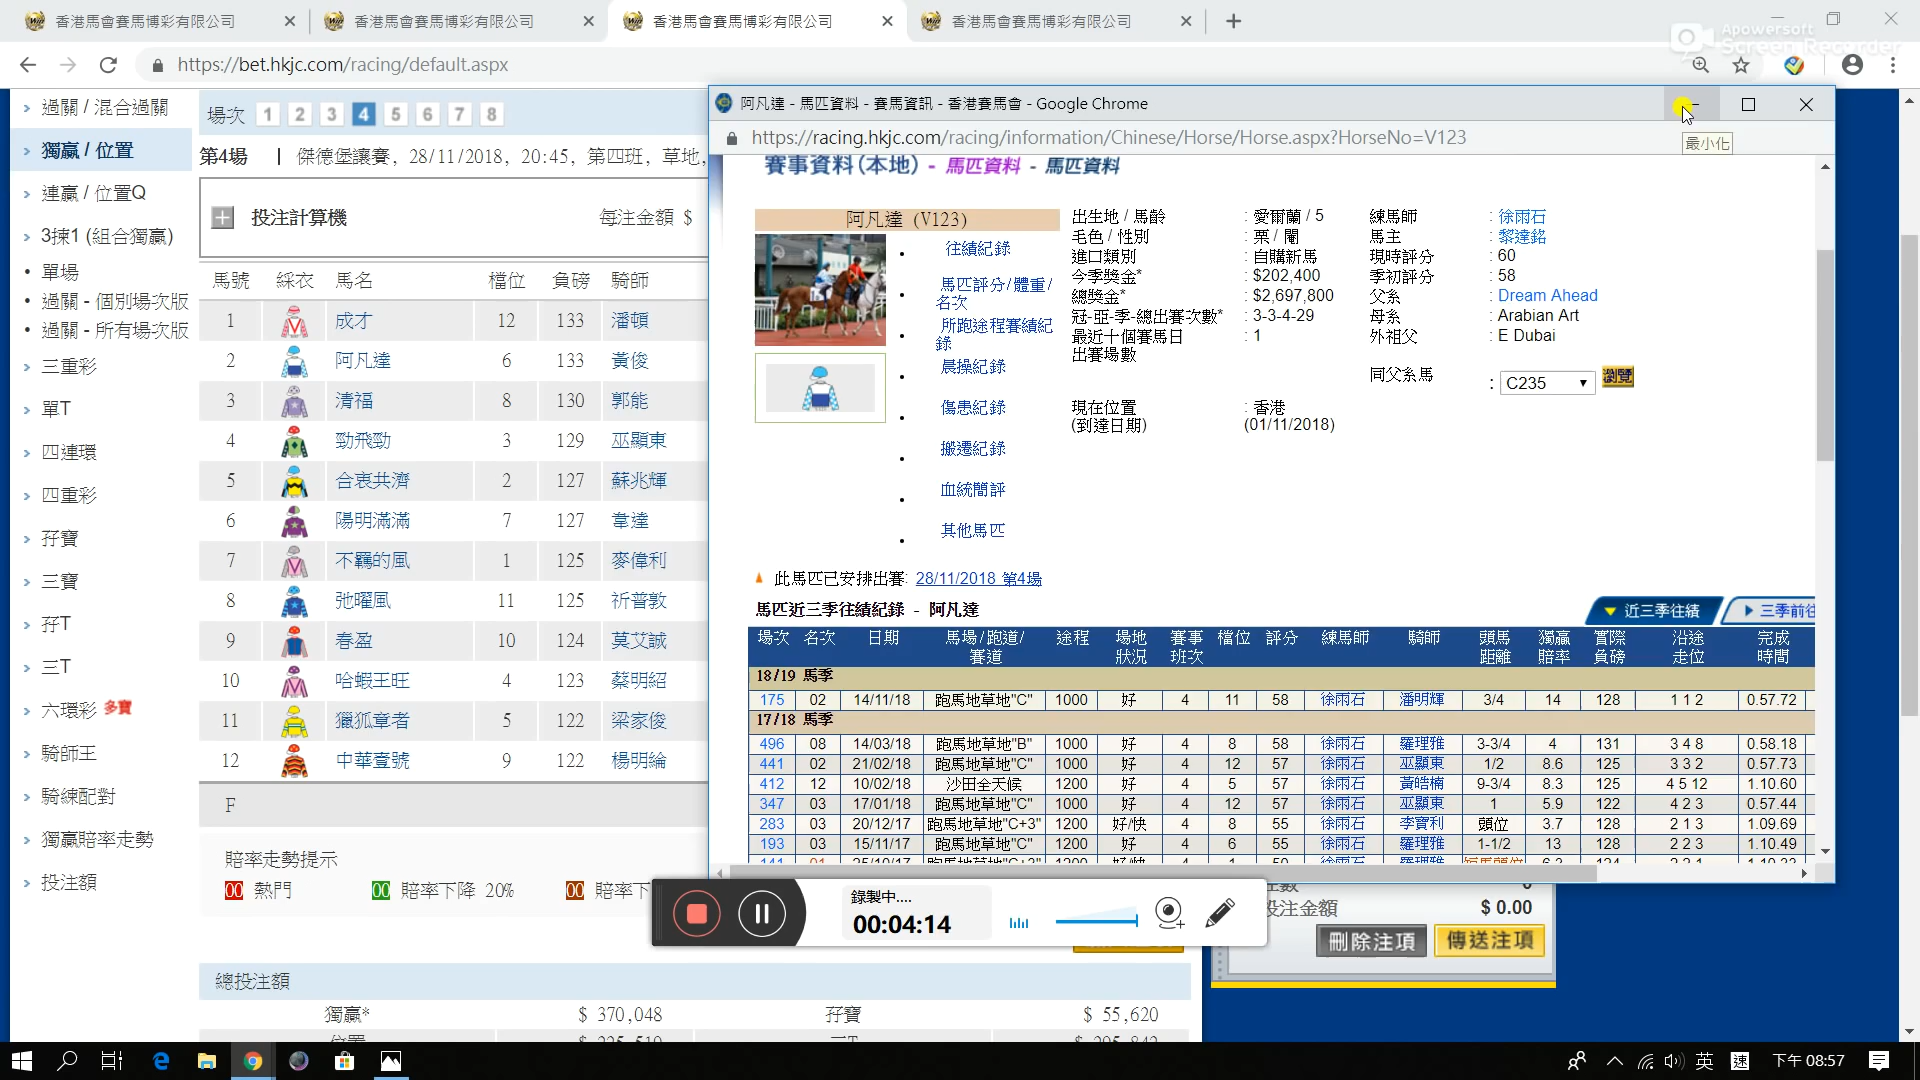 香港馬會賽馬博彩有限公司
香港馬會賽馬博彩有限公司
香港馬會賽馬博彩有限公司
香港馬會賽馬博彩有限公司
Apowersoft
Screen Recorder
https://bet.hkjc.com/racing/default.aspx
過關 / 混合過關
獨贏 / 位置
連贏 / 位置Q
3揀1 (組合獨贏)
單場
過關 - 個別場次版
過關 - 所有場次版
三重彩
單T
四連環
四重彩
孖寶
三寶
孖T
三T
六環彩 多寶
騎師王
騎練配對
獨贏賠率走勢
投注額
場次 1 2 3 4 5 6 7 8
第4場 | 傑德堡讓賽, 28/11/2018, 20:45, 第四班, 草地,
投注計算機 每注金額 $
馬號 綵衣 馬名 檔位 負磅 騎師
1 成才 12 133 潘頓
2 阿凡達 6 133 黃俊
3 清福 8 130 郭能
4 勁飛勁 3 129 巫顯東
5 合衷共濟 2 127 蘇兆輝
6 陽明滿滿 7 127 韋達
7 不羈的風 1 125 麥偉利
8 弛曜風 11 125 祈普敦
9 春盈 10 124 莫艾誠
10 哈蝦王旺 4 123 蔡明紹
11 獵狐章者 5 122 梁家俊
12 中華壹號 9 122 楊明綸
F
賠率走勢提示
00 熱門 00 賠率下降 20% 00 賠率下
總投注額
獨贏* $ 370,048 孖寶 $ 55,620
阿凡達 - 馬匹資料 - 賽馬資訊 - 香港賽馬會 - Google Chrome
https://racing.hkjc.com/racing/information/Chinese/Horse/Horse.aspx?HorseNo=V123
最小化
賽事資料(本地) - 馬匹資料 - 馬匹資料
阿凡達 (V123)
往績紀錄
馬匹評分/體重/
名次
所跑途程賽績紀
錄
晨操紀錄
傷患紀錄
搬遷紀錄
血統簡評
其他馬匹
出生地 / 馬齡 : 愛爾蘭 / 5
毛色 / 性別 : 栗 / 閹
進口類別 : 自購新馬
今季獎金* : $202,400
總獎金* : $2,697,800
冠-亞-季-總出賽次數* : 3-3-4-29
最近十個賽馬日 : 1
出賽場數
現在位置 : 香港
(到達日期) (01/11/2018)
練馬師 : 徐雨石
馬主 : 黎達銘
現時評分 : 60
季初評分 : 58
父系 : Dream Ahead
母系 : Arabian Art
外祖父 : E Dubai
同父系馬 : C235 瀏覽
此馬匹已安排出賽: 28/11/2018 第4場
馬匹近三季往績紀錄 - 阿凡達
近三季往績 三季前往
場次 名次 日期 馬場/跑道/ 途程 場地 賽事 檔位 評分 練馬師 騎師 頭馬 獨贏 實際 沿途 完成
賽道 狀況 班次 距離 賠率 負磅 走位 時間
18/19 馬季
175 02 14/11/18 跑馬地草地"C" 1000 好 4 11 58 徐雨石 潘明輝 3/4 14 128 1 1 2 0.57.72
17/18 馬季
496 08 14/03/18 跑馬地草地"B" 1000 好 4 8 58 徐雨石 羅理雅 3-3/4 4 131 3 4 8 0.58.18
441 02 21/02/18 跑馬地草地"C" 1000 好 4 12 57 徐雨石 巫顯東 1/2 8.6 125 3 3 2 0.57.73
412 12 10/02/18 沙田全天候 1200 好 4 5 57 徐雨石 黃皓楠 9-3/4 8.3 125 4 5 12 1.10.60
347 03 17/01/18 跑馬地草地"C" 1000 好 4 12 57 徐雨石 巫顯東 1 5.9 122 4 2 3 0.57.44
283 03 20/12/17 跑馬地草地"C+3" 1200 好/快 4 8 55 徐雨石 李寶利 頭位 3.7 128 2 1 3 1.09.69
193 03 15/11/17 跑馬地草地"C" 1200 好 4 6 55 徐雨石 羅理雅 1-1/2 13 128 2 2 3 1.10.49
錄製中....
00:04:14
投注金額 $ 0.00
刪除注項 傳送注項
英 速 下午 08:57